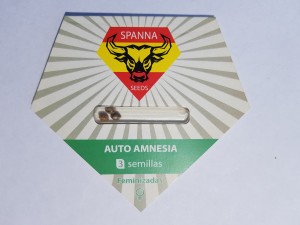 SPANNA
SEEDS
AUTO AMNESIA
3 semillas
Feminizadas